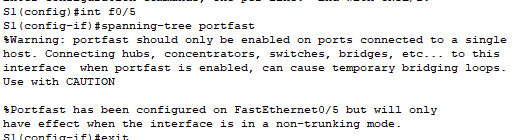 S1(config)#int f0/5
S1(config-if)#spanning-tree portfast
%Warning: portfast should only be enabled on ports connected to a single
host. Connecting hubs, concentrators, switches, bridges, etc... to this
interface  when portfast is enabled, can cause temporary bridging loops.
Use with CAUTION
%Portfast has been configured on FastEthernet0/5 but will only
have effect when the interface is in a non-trunking mode.
S1(config-if)#exit